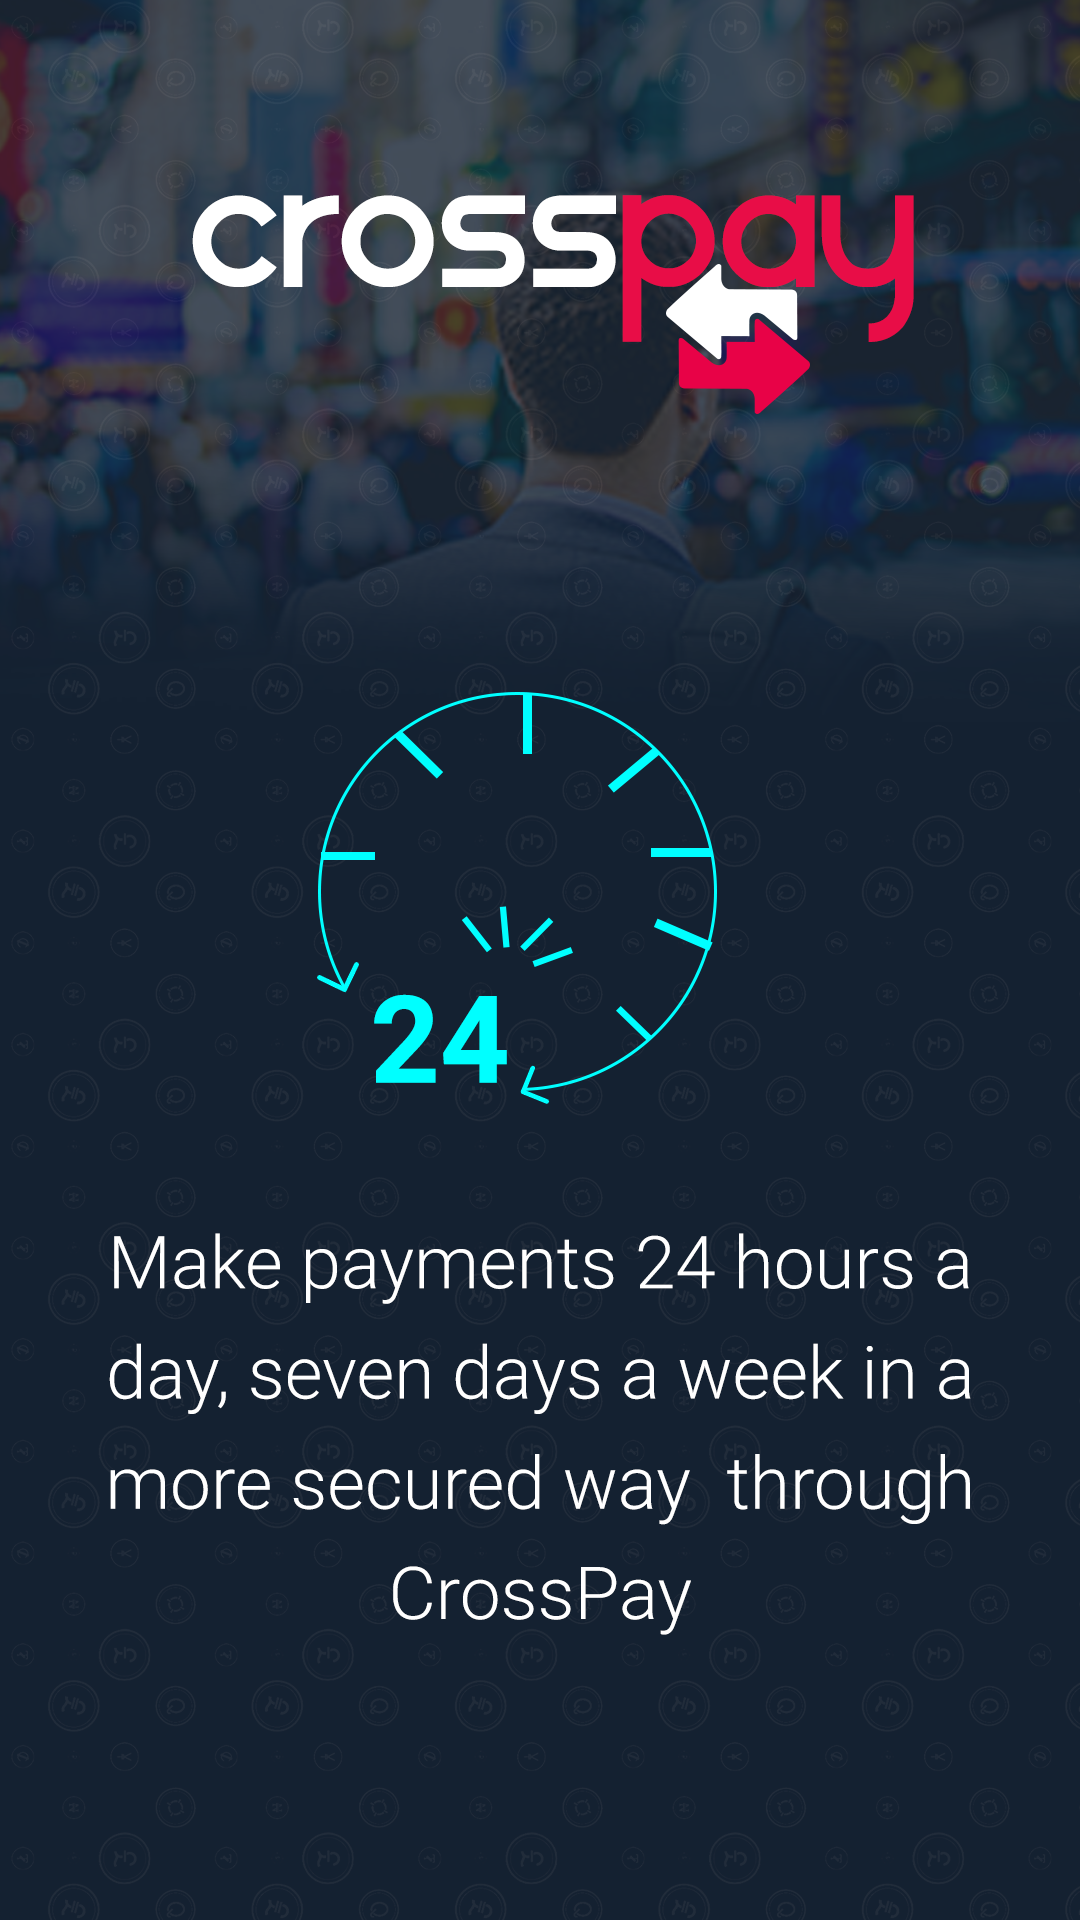 crosspay
24
Make payments 24 hours a
day, seven days a week in a
more secured way  through
CrossPay